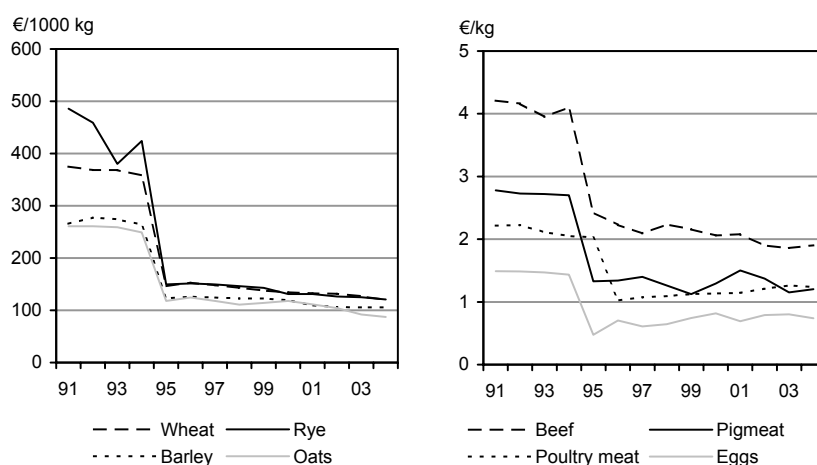 €/1000 kg
600
500
400
300
200
100
0
91 93 95 97 99 01 03
Wheat Rye
Barley Oats
€/kg
5
4
3
2
1
0
91 93 95 97 99 01 03
Beef Pigmeat
Poultry meat Eggs